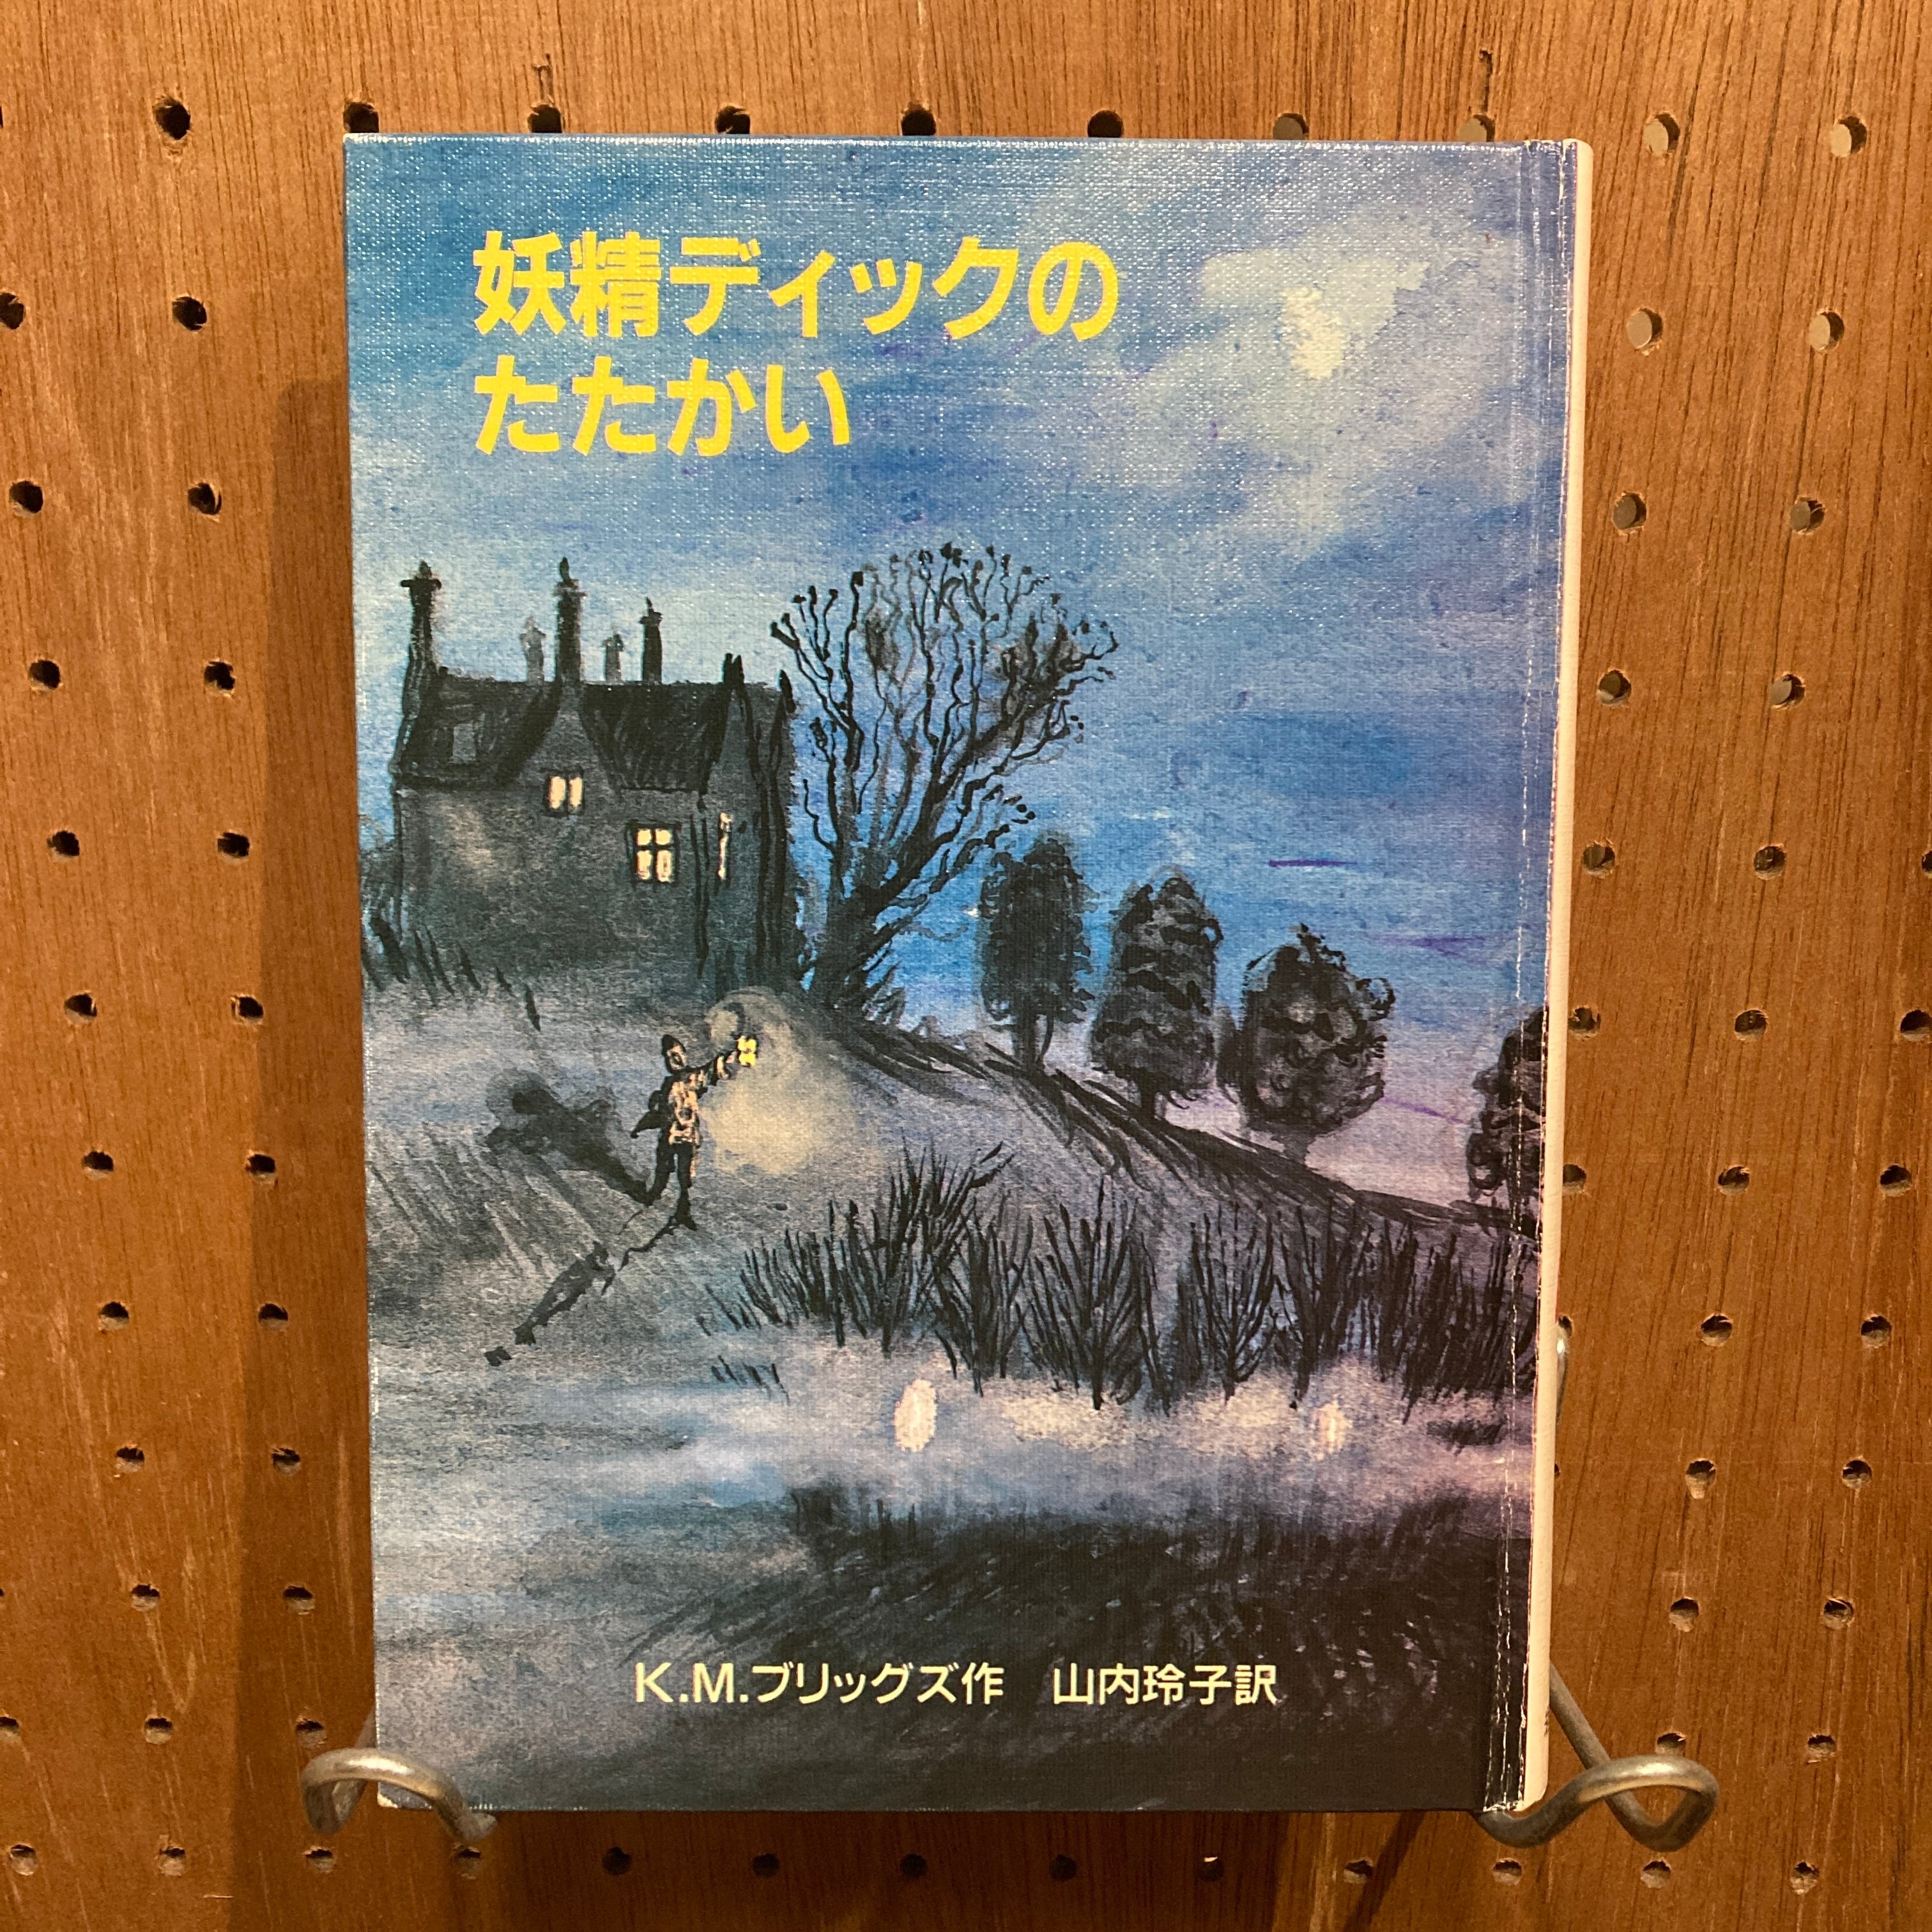 妖精ディックの
たたかい
K.M.ブリッグズ作　山内玲子訳